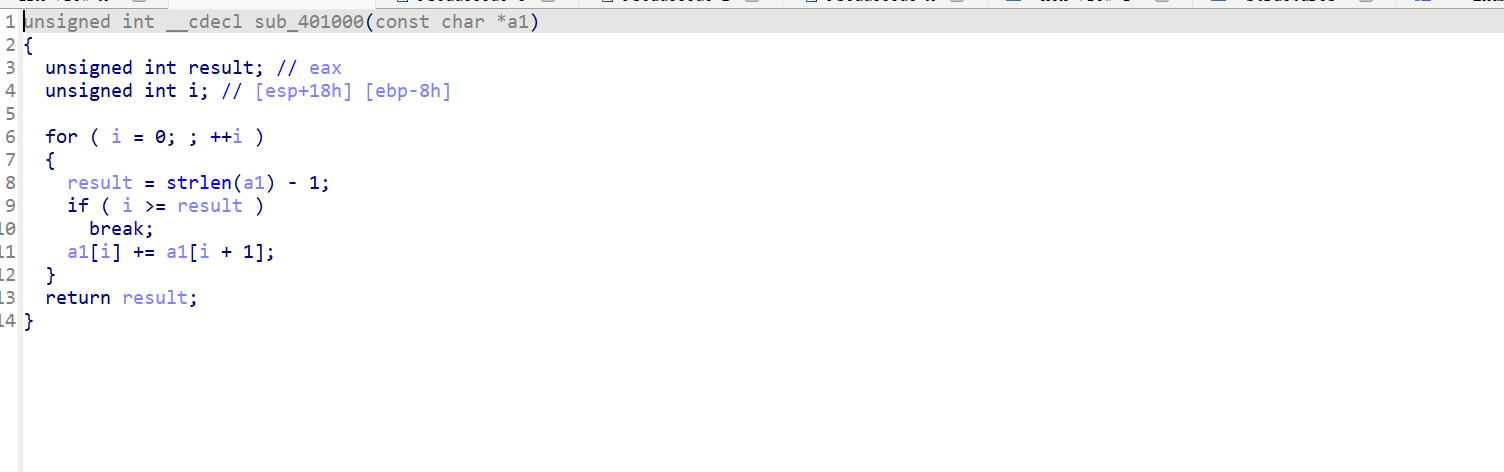 1 unsigned int __cdecl sub_401000(const char *a1)
2 {
3   unsigned int result; // eax
4   unsigned int i; // [esp+18h] [ebp-8h]
5
6   for ( i = 0; ; ++i )
7   {
8     result = strlen(a1) - 1;
9     if ( i >= result )
10       break;
11     a1[i] += a1[i + 1];
12   }
13   return result;
14 }